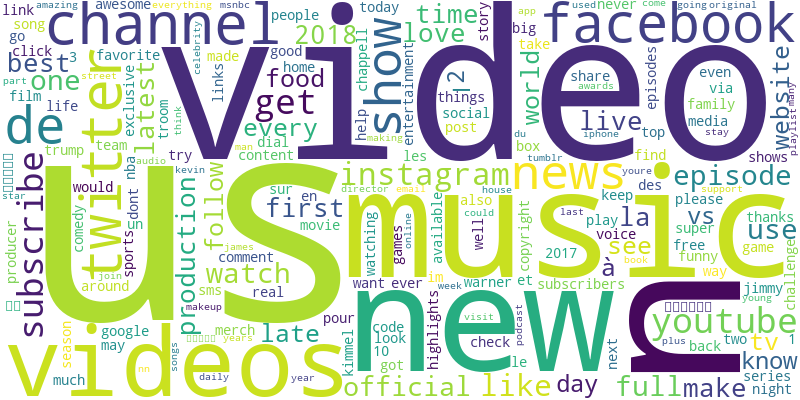 video
us
music
new
n
videos
channel
facebook
twitter
de
subscribe
show
youtube
news
instagram
episode
get
food
love
time
2018
live
world
website
best
one
latest
every
first
watch
follow
production
late
official
like
day
full
make
know
tv
use
vs
la
see
à
l2
link
amazing
awesome
everything
msnbc
people
today
song
go
click
favorite
3
made
good
home
links
celebrity
chappell
help
entertainment
story
big
app
take
things
social
post
used
never
come
going
original
share
even
via
family
media
stay
awards
iphone
top
episodes
playlist
many
shows
part
film
life
exclusive
street
trump
team
troom
try
think
dial
content
making
les
du
box
tumblr
youre
find
support
star
would
dont
nba
audio
kevin
man
sur
en
movie
director
email
house
des
keep
please
comedy
un
sports
producer
join
around
comment
sms
james
real
makeup
watching
games
online
available
also
could
well
last
play
voice
copyright
2017
book
free
super
funny
way
thanks
game
challenge
google
may
season
much
songs
nn
daily
merch
years
year
pour
want
ever
im
week
warner
et
subscribers
kimmel
code
look
10
got
highlights
visit
check
podcast
le
next
plus
back
two
1
jimmy
young
series
night